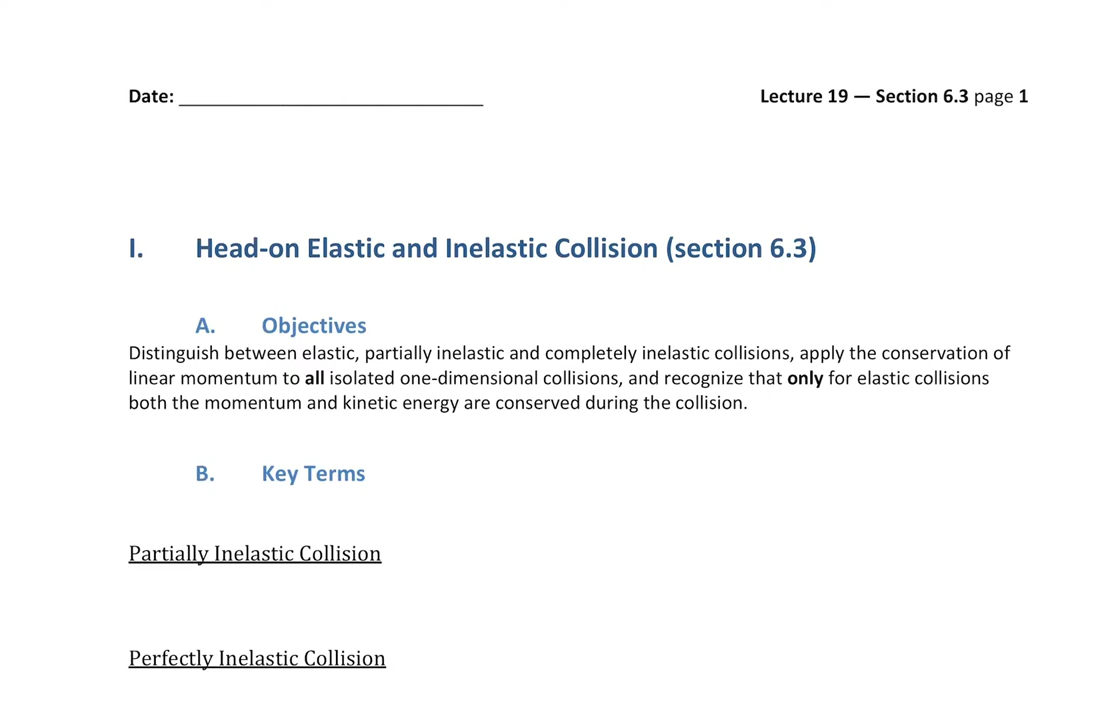 Date: ________________________________ Lecture 19 — Section 6.3 page 1
I. Head-on Elastic and Inelastic Collision (section 6.3)
A. Objectives
Distinguish between elastic, partially inelastic and completely inelastic collisions, apply the conservation of
linear momentum to all isolated one-dimensional collisions, and recognize that only for elastic collisions
both the momentum and kinetic energy are conserved during the collision.
B. Key Terms
Partially Inelastic Collision
Perfectly Inelastic Collision